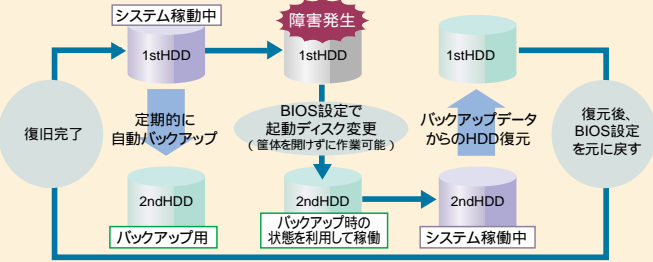 システム稼動中
障害発生
1stHDD
1stHDD
1stHDD
復旧完了
定期的に
自動バックアップ
BIOS設定で
起動ディスク変更
(筐体を開けずに作業可能)
バックアップデータ
からのHDD復元
復元後、
BIOS設定
を元に戻す
2ndHDD
バックアップ用
2ndHDD
バックアップ時の
状態を利用して稼働
2ndHDD
システム稼働中